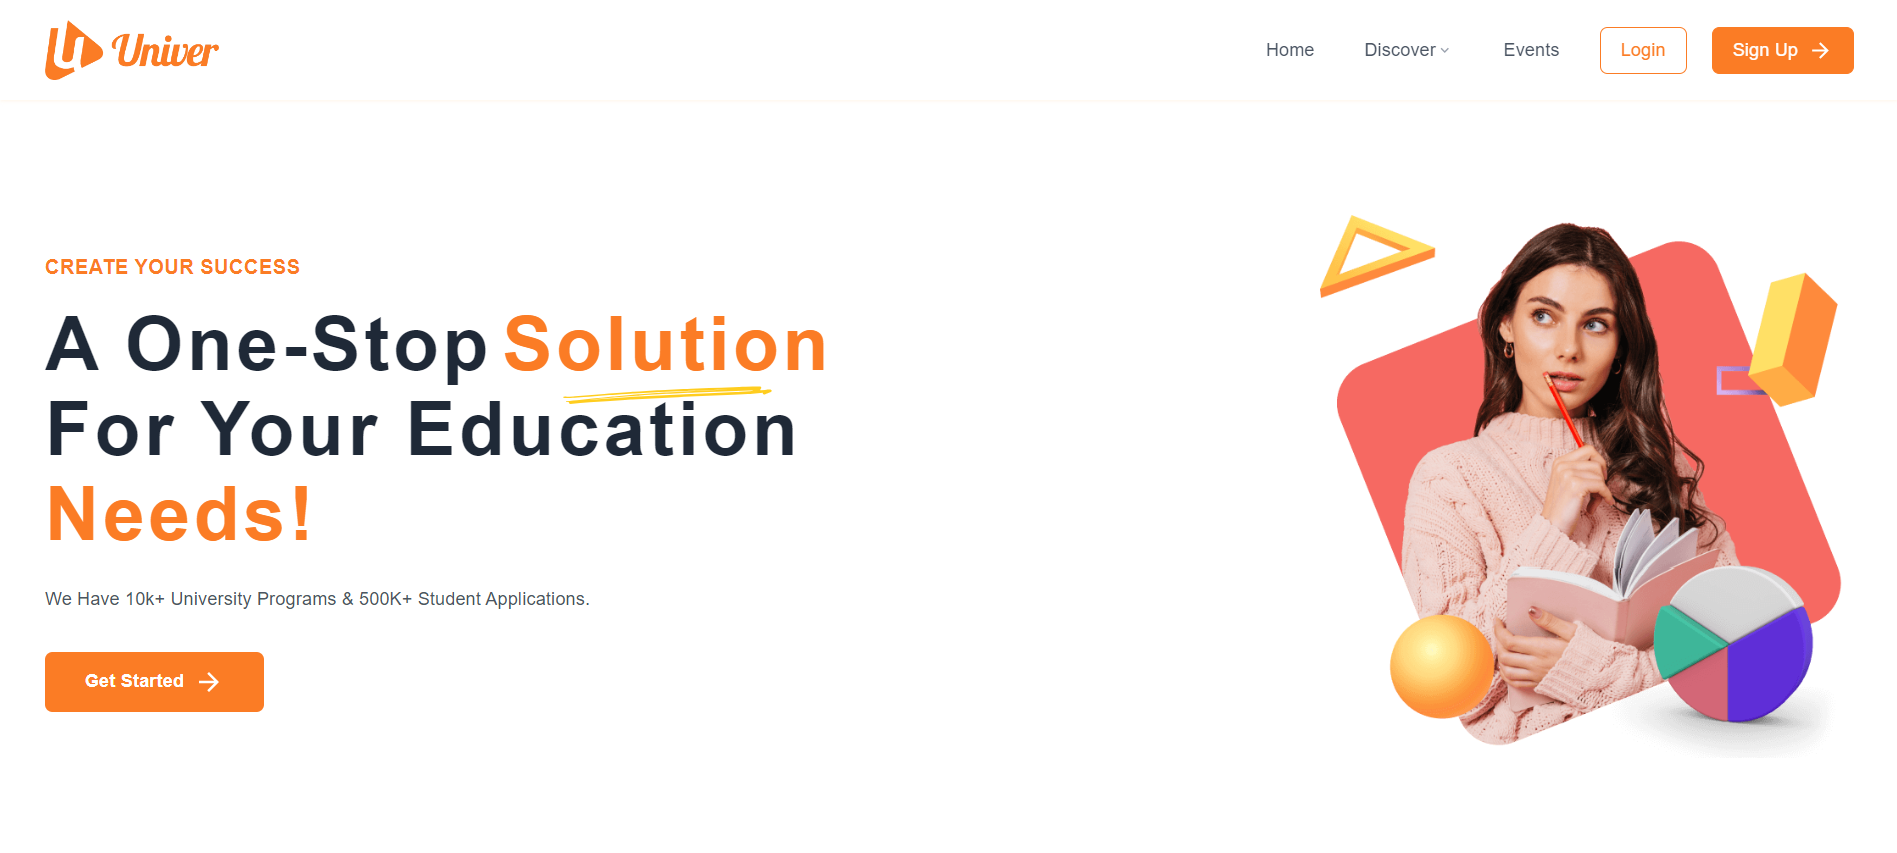 Univer
Home
Discover
Events
Login
Sign Up
CREATE YOUR SUCCESS
A One-Stop Solution
For Your Education
Needs!
We Have 10k+ University Programs & 500K+ Student Applications.
Get Started